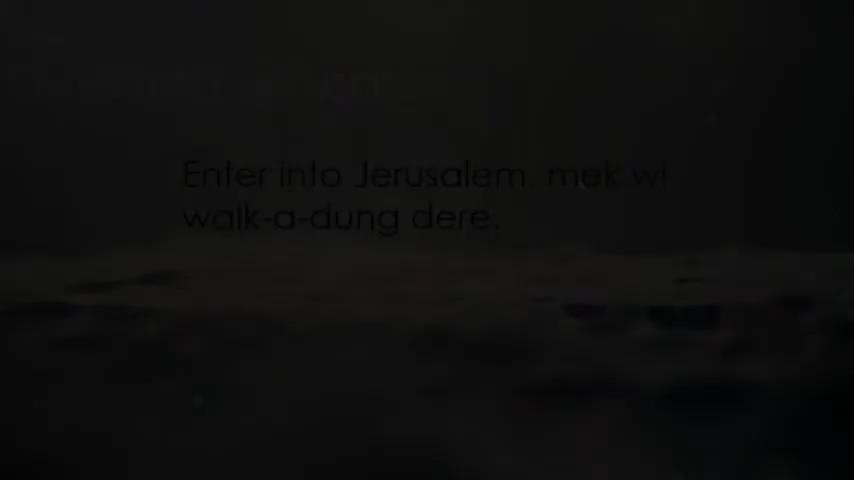 Enter into Jerusalem, mek wi
walk-a-dung dere,